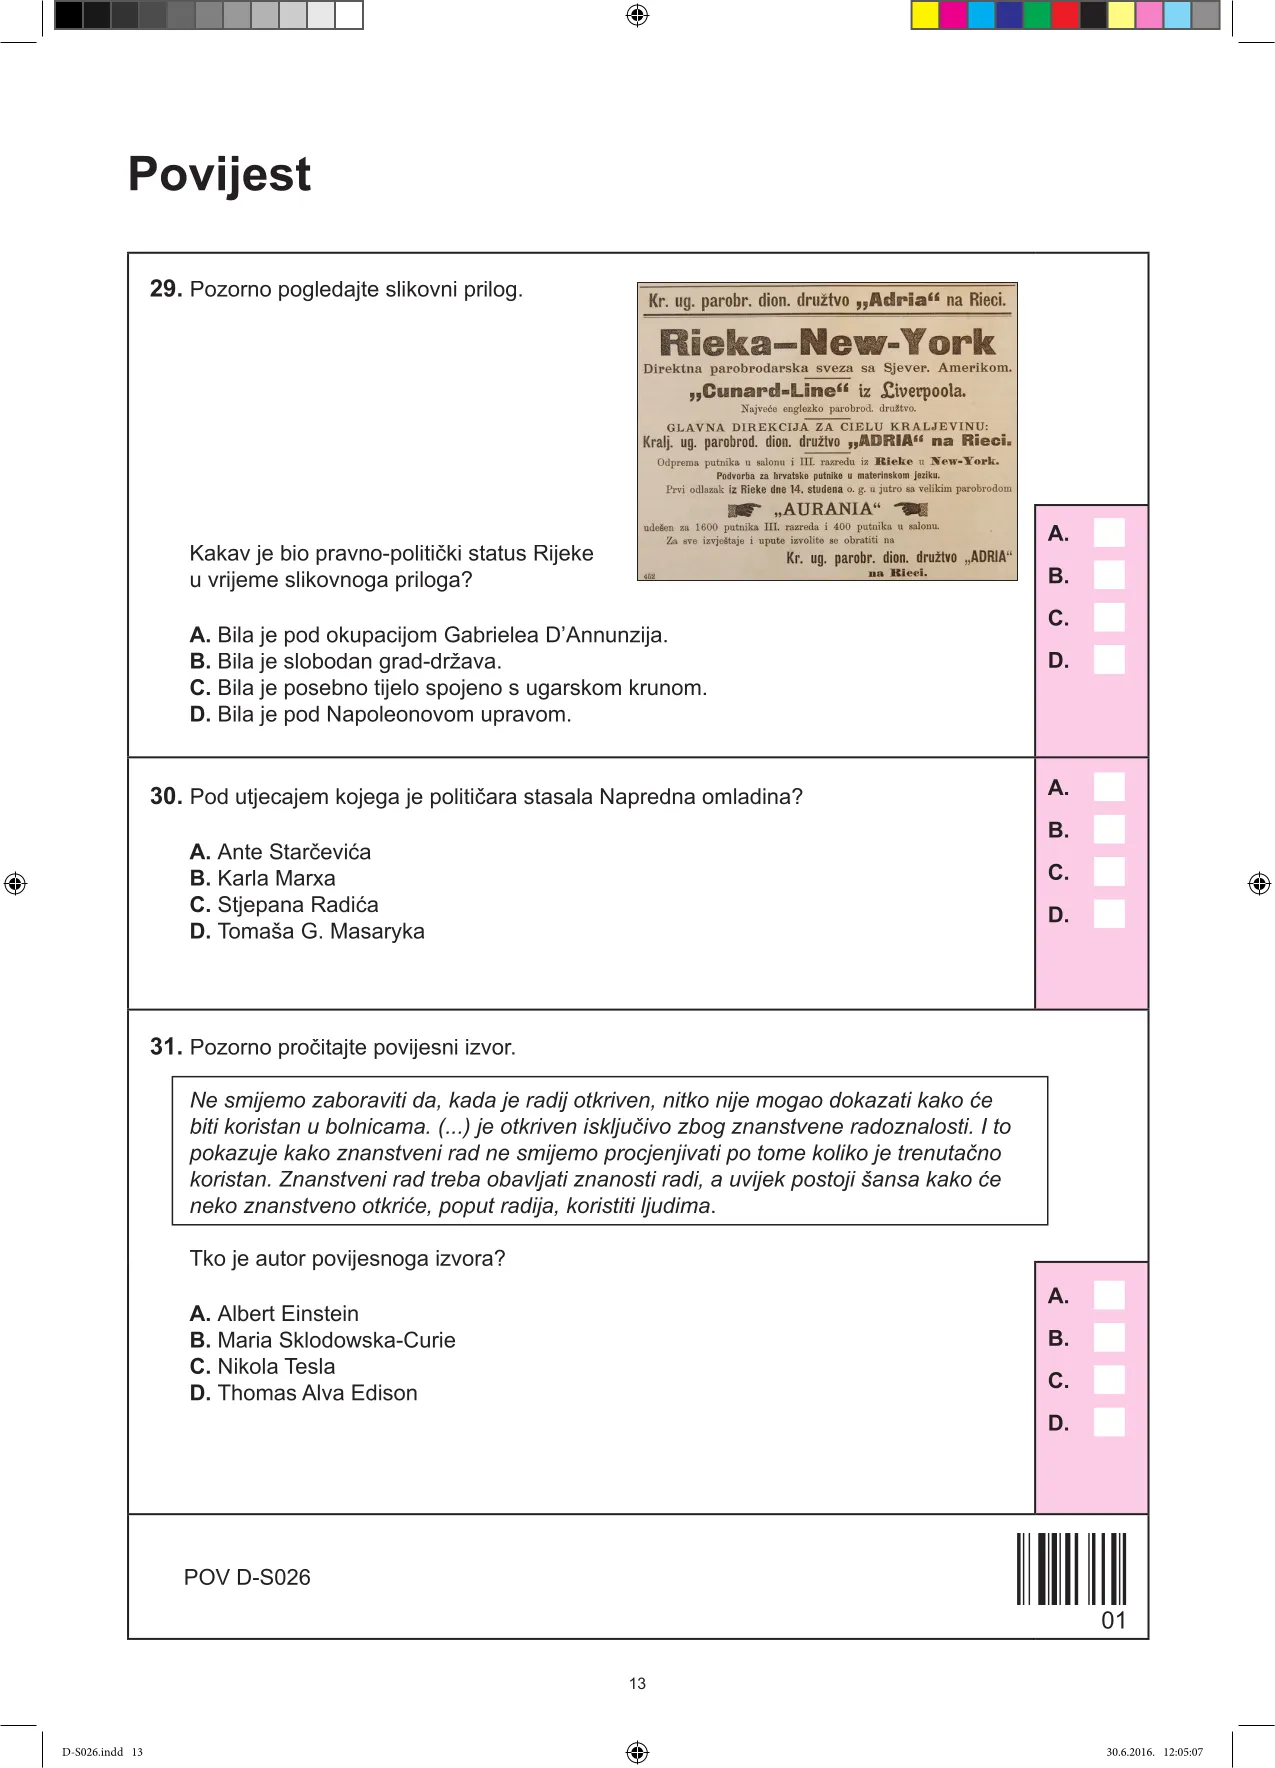 Povijest
29. Pozorno pogledajte slikovni prilog.
Kr. ug. parobr. dion. družtvo „Adria“ na Rieci.
Rieka–New-York
Direktna parobrodarska sveza sa Sjever. Amerikom.
„Cunard-Line“ iz Liverpoola.
Najveće englezko parobrod. družtvo.
GLAVNA DIREKCIJA ZA CIELU KRALJEVINU:
Kralj. ug. parobrod. dion. družtvo „ADRIA“ na Rieci.
Odprema putnika u salonu i III. razredu iz Rieke u New-York.
Podvorba za hrvatske putnike u materinskom jeziku.
Prvi odlazak iz Rieke dne 14. studena o. g. u jutro sa velikim parobrodom
„AURANIA“
udešen za 1600 putnika III. razreda i 400 putnika u salonu.
Za sve izvještaje i upute izvolite se obratiti na
Kr. ug. parobr. dion. družtvo „ADRIA“
na Rieci.
452
Kakav je bio pravno-politički status Rijeke
u vrijeme slikovnoga priloga?
A. Bila je pod okupacijom Gabrielea D’Annunzija.
B. Bila je slobodan grad-država.
C. Bila je posebno tijelo spojeno s ugarskom krunom.
D. Bila je pod Napoleonovom upravom.
A.
B.
C.
D.
30. Pod utjecajem kojega je političara stasala Napredna omladina?
A. Ante Starčevića
B. Karla Marxa
C. Stjepana Radića
D. Tomaša G. Masaryka
A.
B.
C.
D.
31. Pozorno pročitajte povijesni izvor.
Ne smijemo zaboraviti da, kada je radij otkriven, nitko nije mogao dokazati kako će
biti koristan u bolnicama. (...) je otkriven isključivo zbog znanstvene radoznalosti. I to
pokazuje kako znanstveni rad ne smijemo procjenjivati po tome koliko je trenutačno
koristan. Znanstveni rad treba obavljati znanosti radi, a uvijek postoji šansa kako će
neko znanstveno otkriće, poput radija, koristiti ljudima.
Tko je autor povijesnoga izvora?
A. Albert Einstein
B. Maria Sklodowska-Curie
C. Nikola Tesla
D. Thomas Alva Edison
A.
B.
C.
D.
POV D-S026
01
13
D-S026.indd 13
30.6.2016. 12:05:07